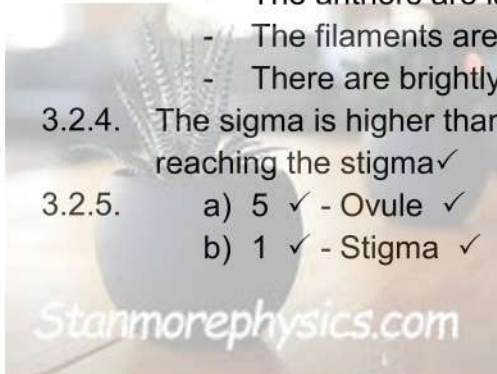 - The filaments are
- There are brightly
3.2.4. The sigma is higher than
reaching the stigma✓
3.2.5. a) 5 ✓ - Ovule ✓
b) 1 ✓ - Stigma ✓
Stanmorephysics.com